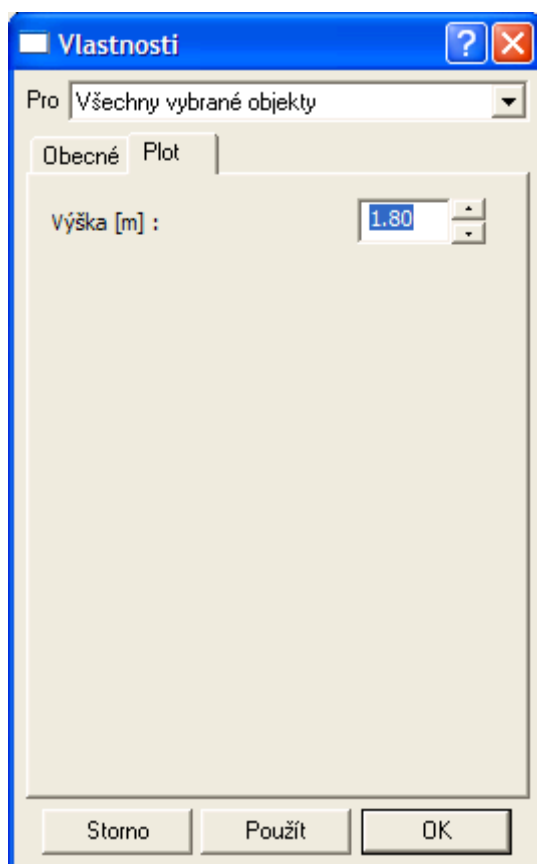 Vlastnosti
Pro Všechny vybrané objekty
Obecné Plot
Výška [m] : 1.80
Storno Použít OK